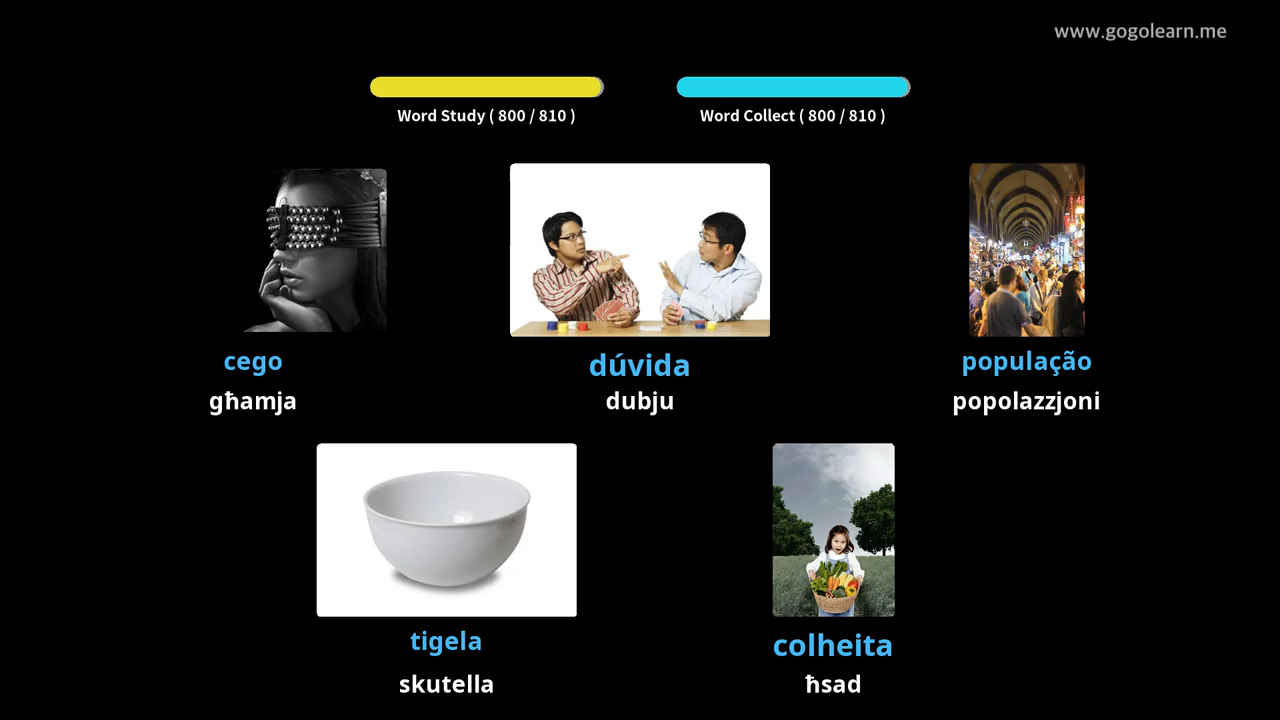 www.gogolearn.me
Word Study ( 800 / 810 )
Word Collect ( 800 / 810 )
cego
dúvida
população
għamja
dubju
popolazzjoni
tigela
colheita
skutella
ħsad